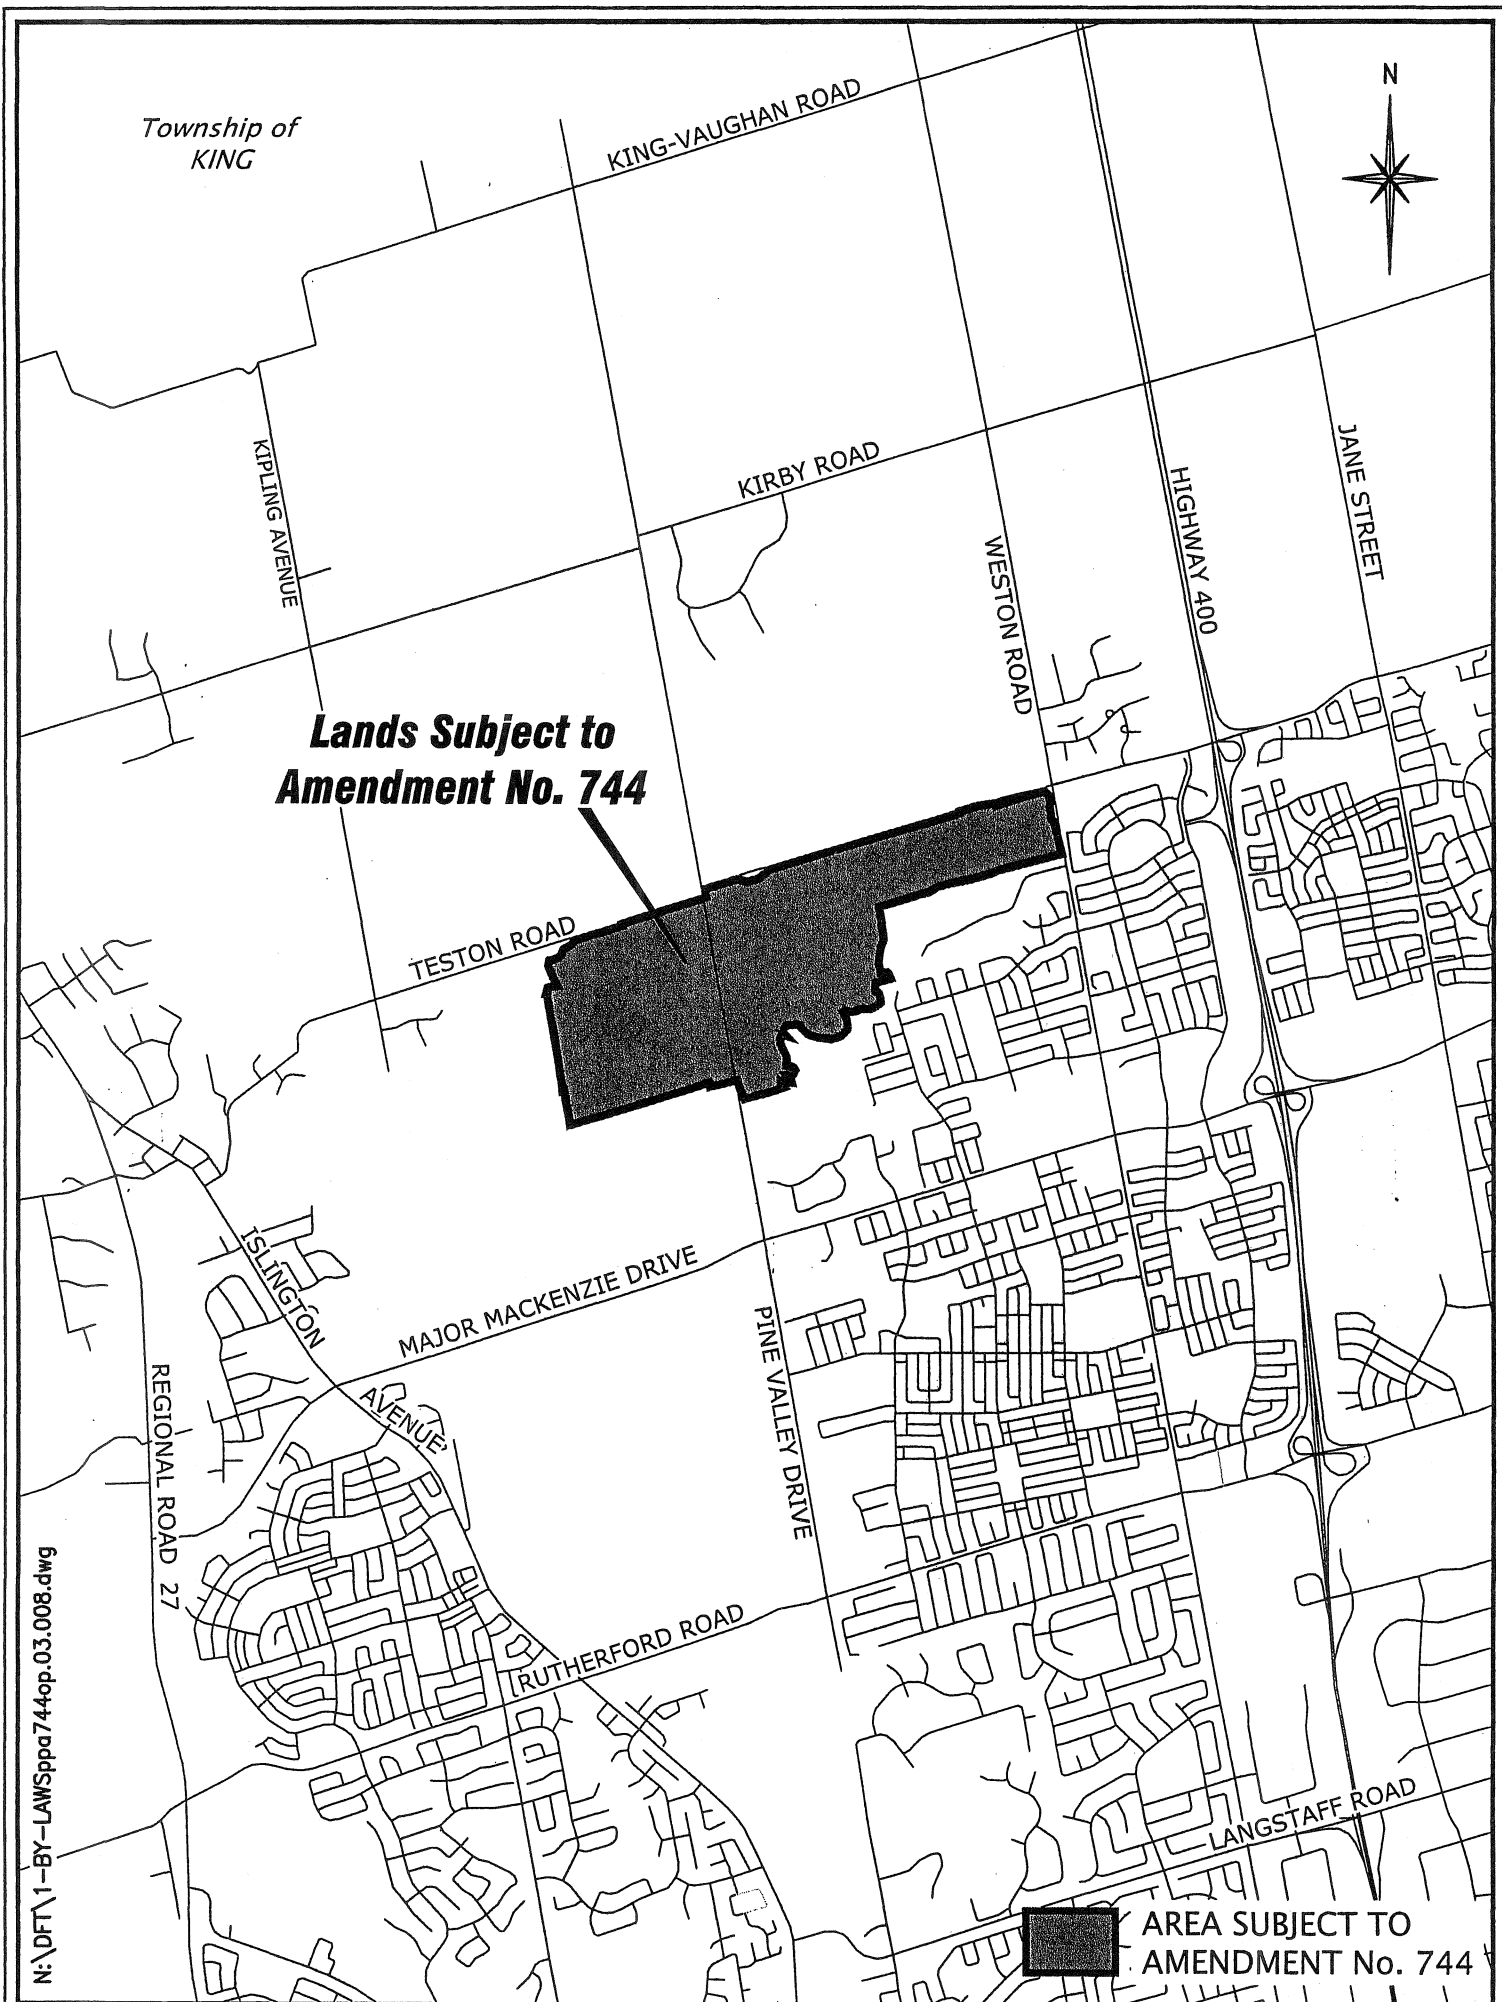 N
Township of
KING
KING-VAUGHAN ROAD
KIPLING AVENUE
KIRBY ROAD
WESTON ROAD
HIGHWAY 400
JANE STREET
Lands Subject to
Amendment No. 744
TESTON ROAD
ISLINGTON
AVENUE
MAJOR MACKENZIE DRIVE
PINE VALLEY DRIVE
REGIONAL ROAD 27
RUTHERFORD ROAD
LANGSTAFF ROAD
AREA SUBJECT TO
AMENDMENT No. 744
N:\DFT\1-BY-LAWSppa744op.03.008.dwg